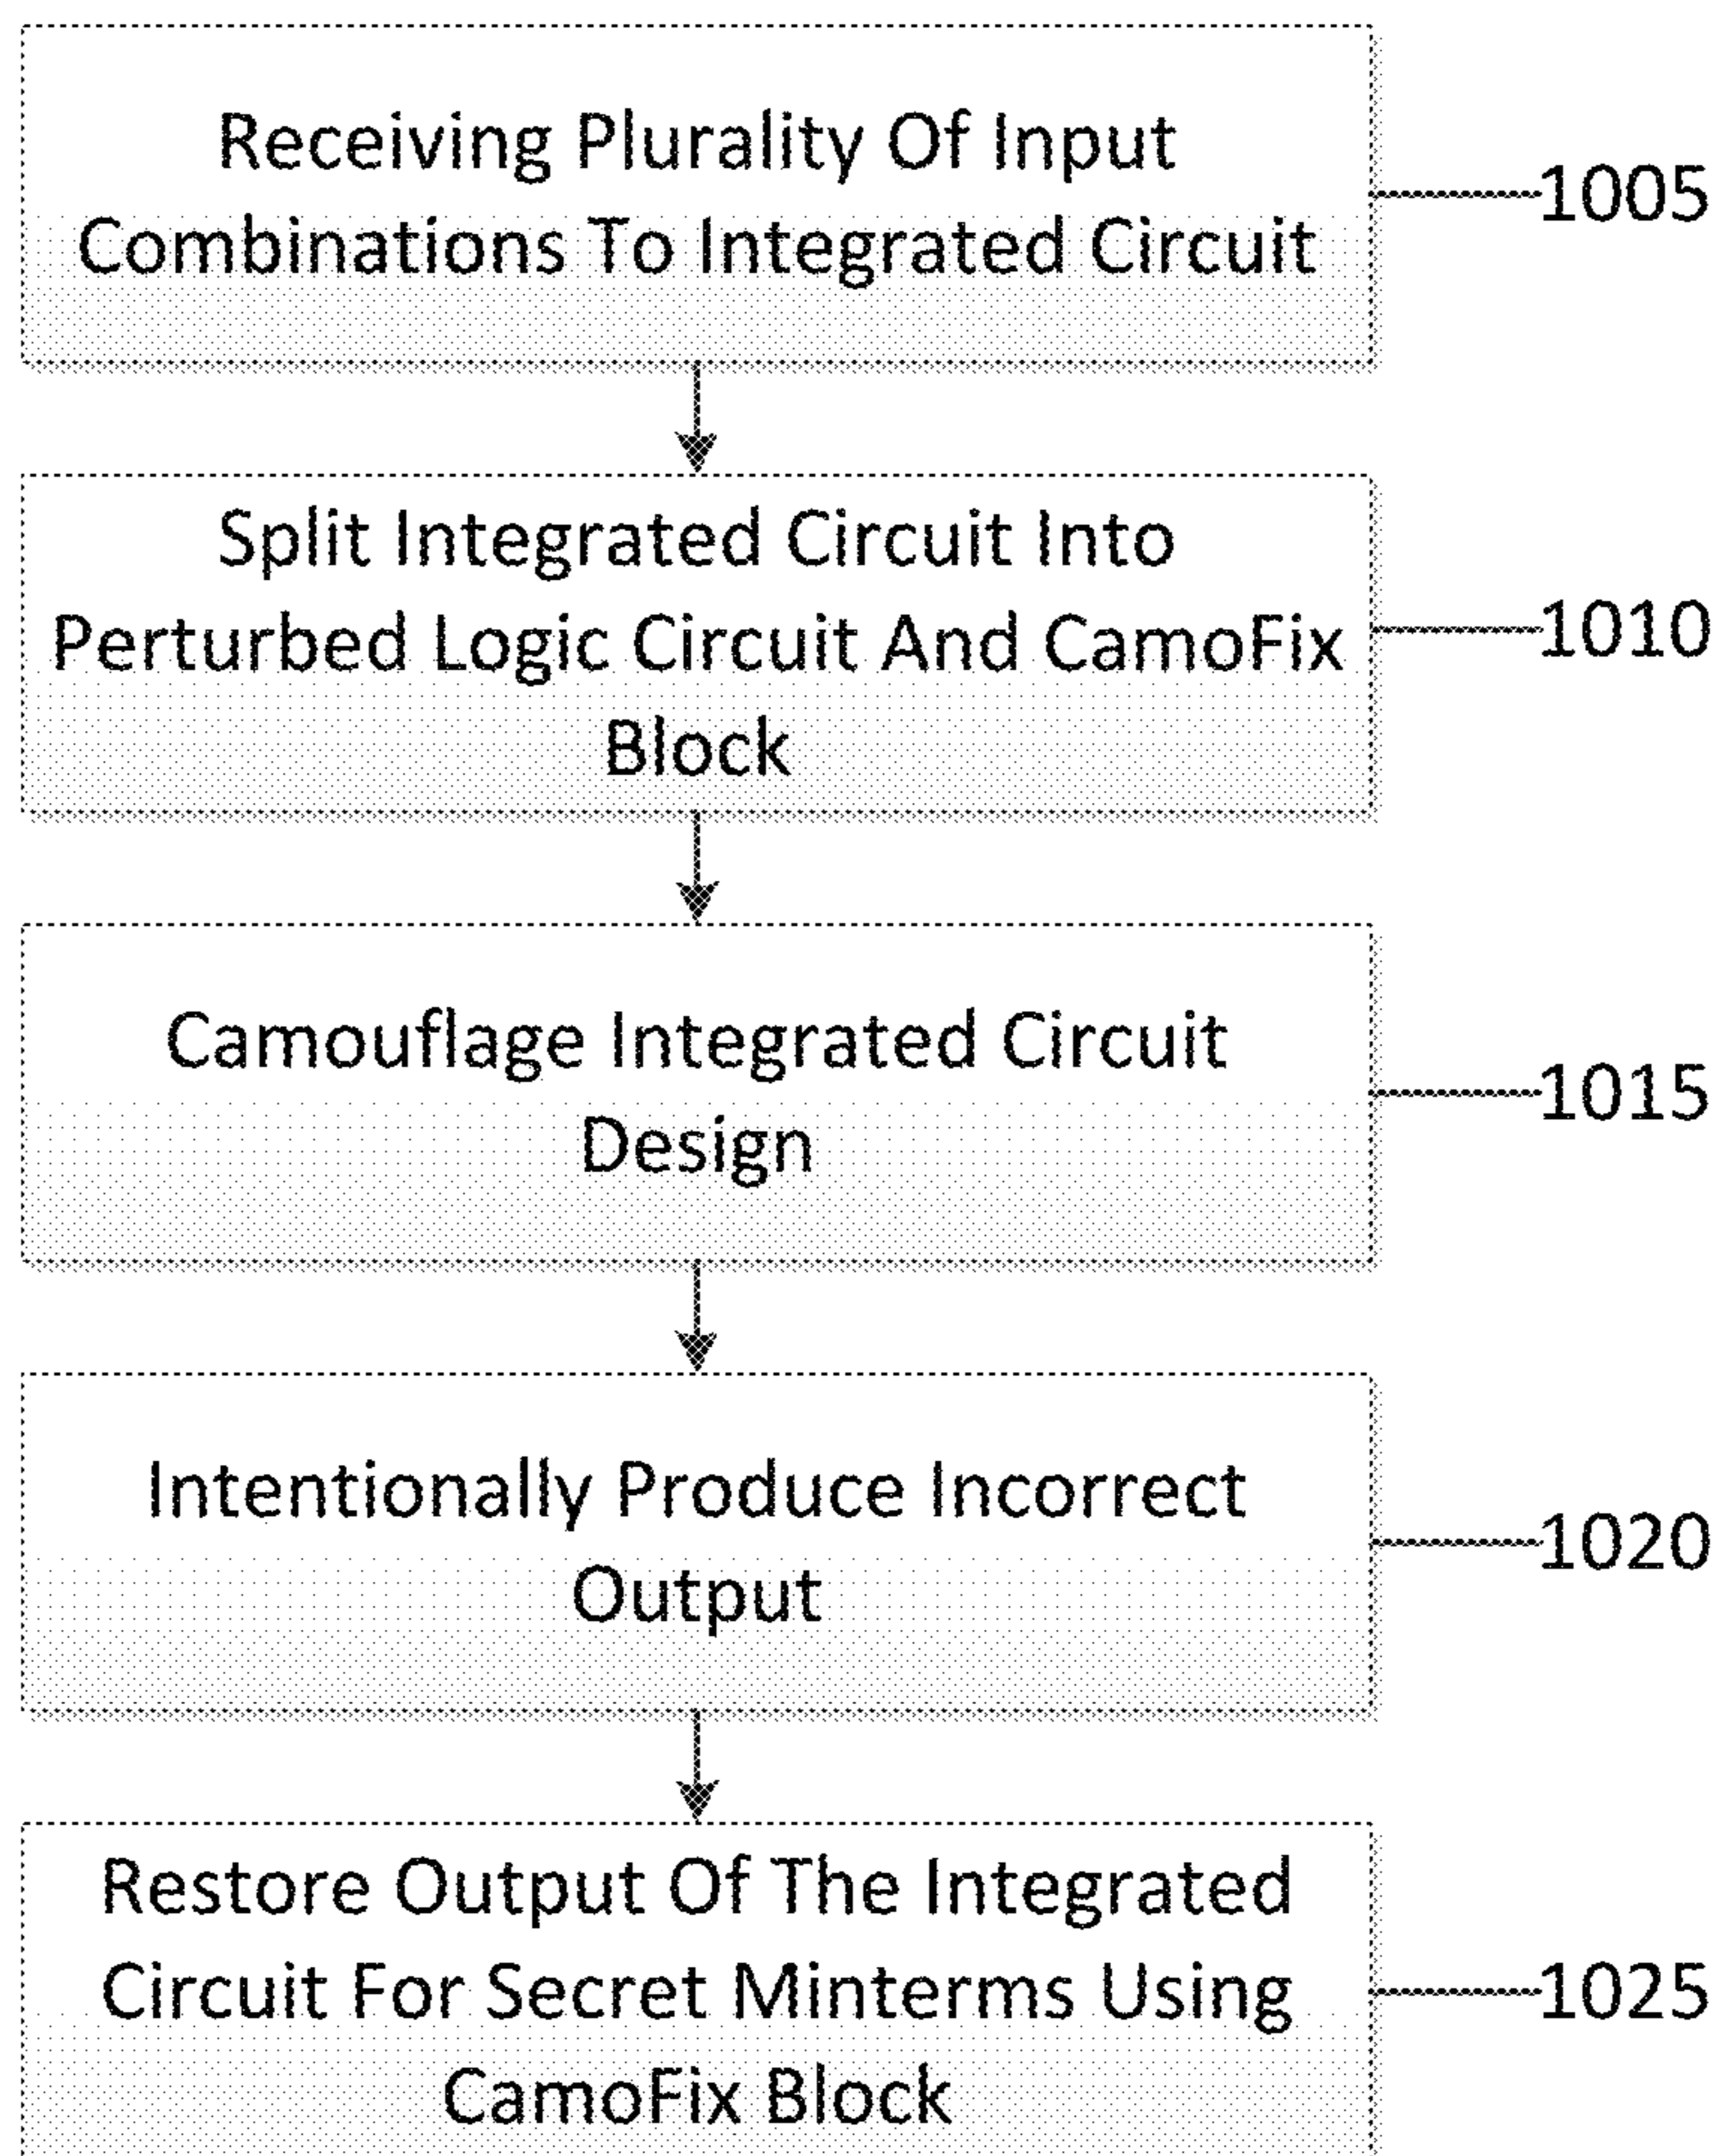 Receiving Plurality Of Input
Combinations To Integrated Circuit
1005
Split Integrated Circuit Into
Perturbed Logic Circuit And CamoFix
Block
1010
Camouflage Integrated Circuit
Design
1015
Intentionally Produce Incorrect
Output
1020
Restore Output Of The Integrated
Circuit For Secret Minterms Using
CamoFix Block
1025